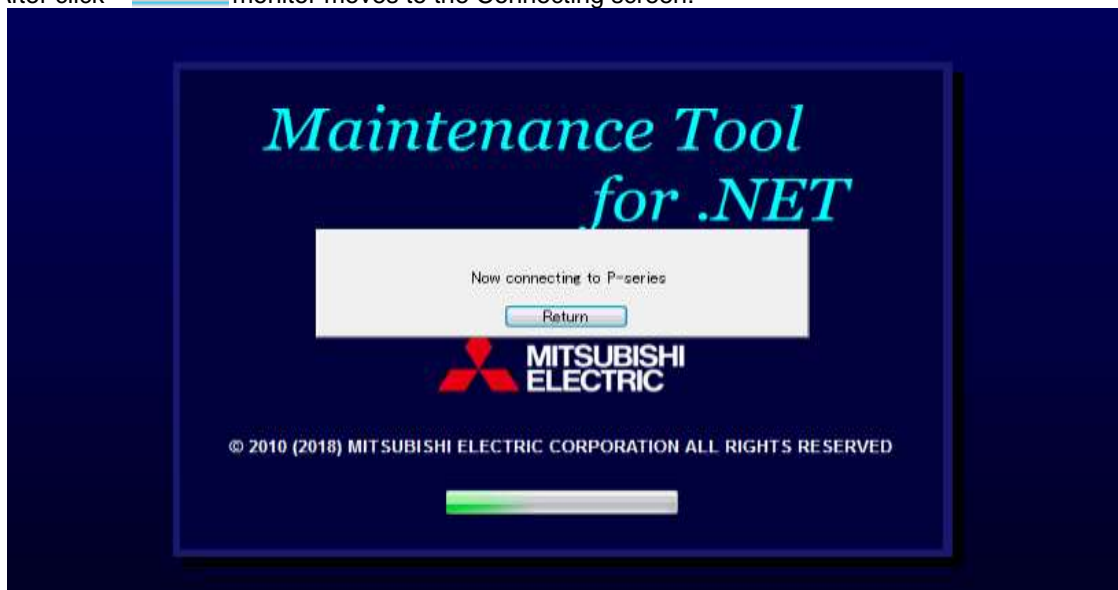 click monitor moves to the Connecting screen.
Maintenance Tool
for .NET
Now connecting to P-series
Return
MITSUBISHI
ELECTRIC
© 2010 (2018) MITSUBISHI ELECTRIC CORPORATION ALL RIGHTS RESERVED